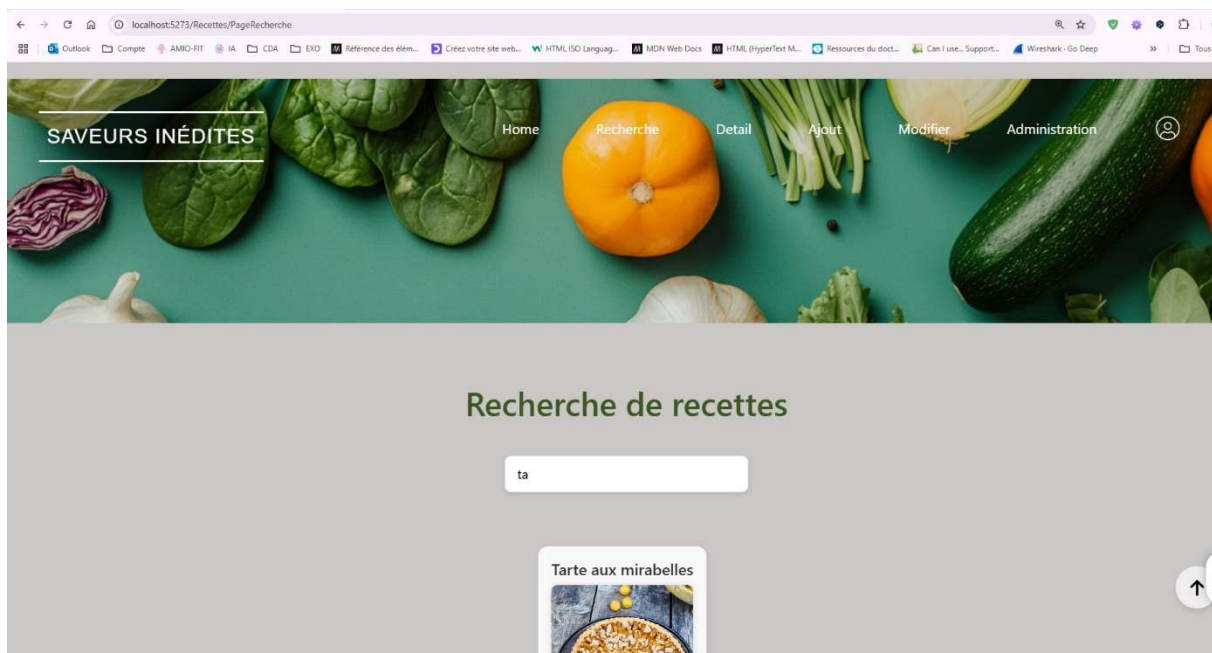 localhost:5273/Recettes/PageRecherche
Outlook Compte AMIO-FIT IA CDA EXO Référence des élém... Créez votre site web... HTML ISO Languag... MDN Web Docs HTML (HyperText M... Ressources du doct... Can I use... Support... Wireshark · Go Deep » Tous
SAVEURS INÉDITES
Home Recherche Detail Ajout Modifier Administration
Recherche de recettes
ta
Tarte aux mirabelles